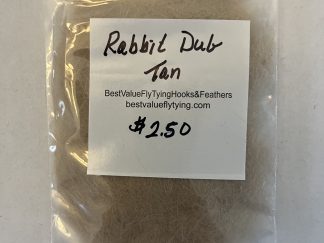 Rabbit Dub
Tan
BestValueFlyTyingHooks&Feathers
bestvalueflytying.com
$2.50